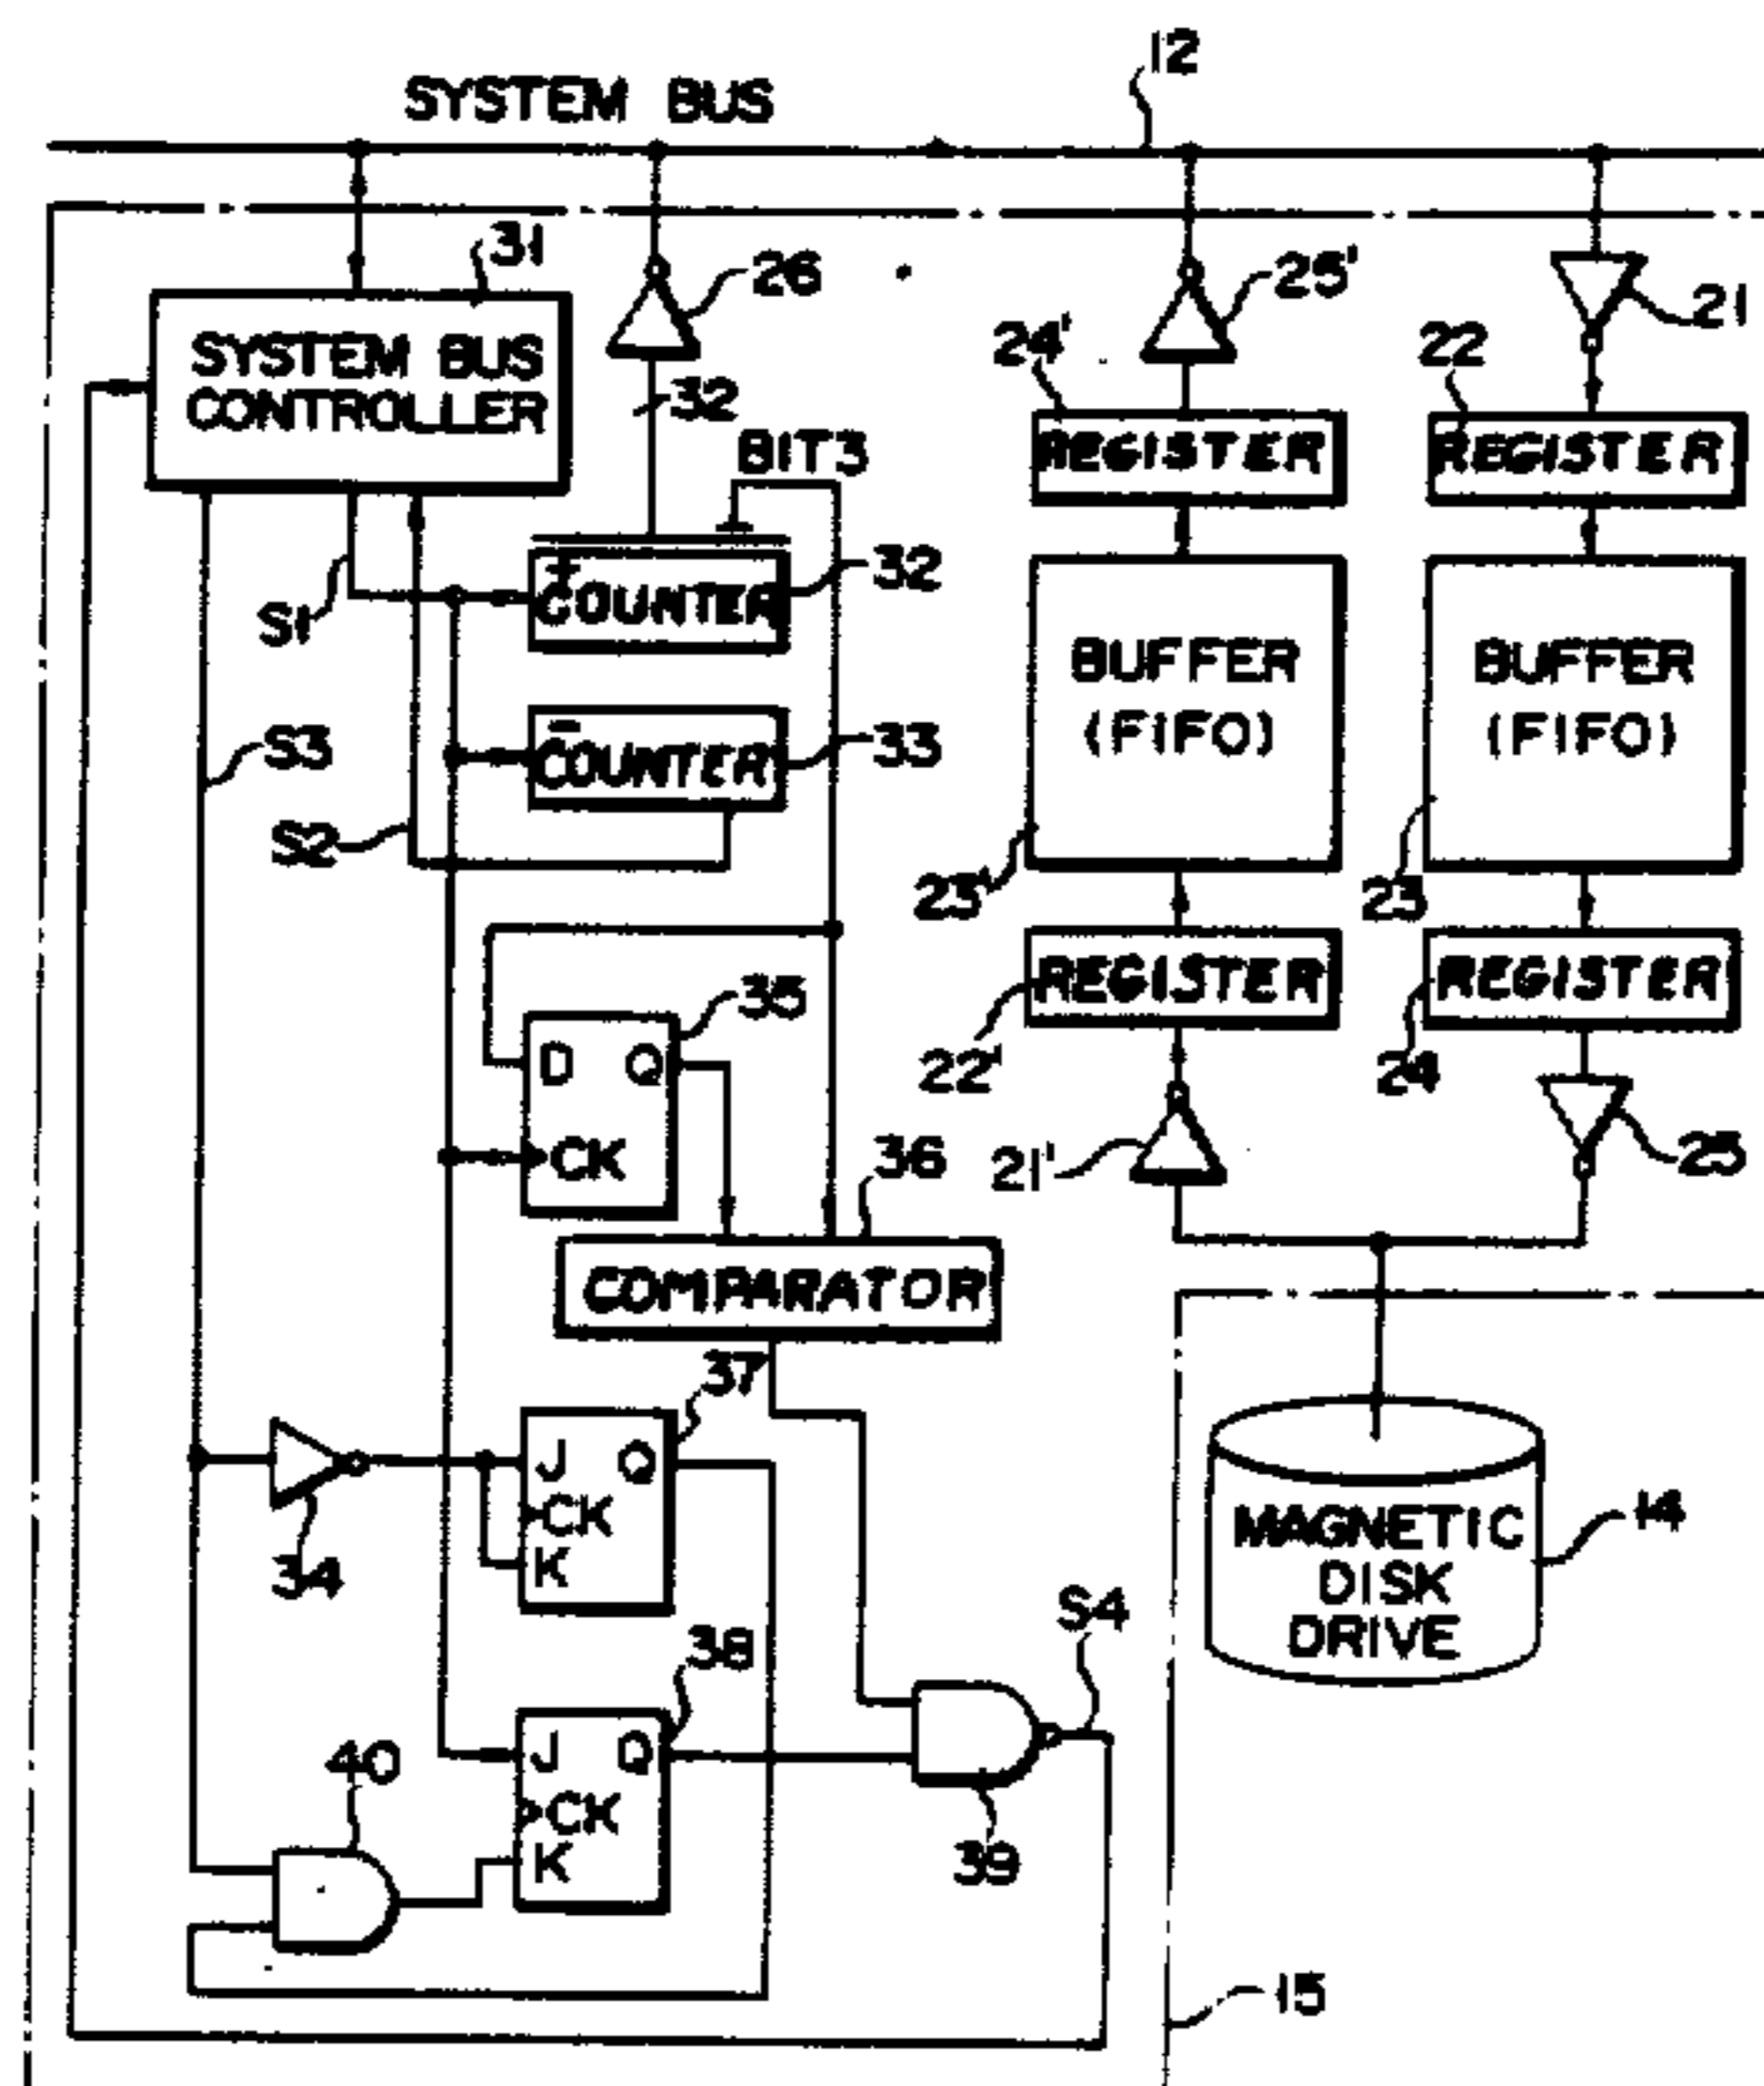 12
SYSTEM BUS
31
26
25'
21
SYSTEM BUS
CONTROLLER
24'
22
32
REGISTER
REGISTER
BIT3
+
COUNTER
32
S1
BUFFER
(FIFO)
BUFFER
(FIFO)
-
COUNTER
33
S3
S2
23'
23
REGISTER
REGISTER
35
D Q
CK
22'
24
36
21'
25
COMPARATOR
37
J Q
CK
K
34
MAGNETIC
DISK
DRIVE
14
S4
38
J Q
CK
K
40
39
15